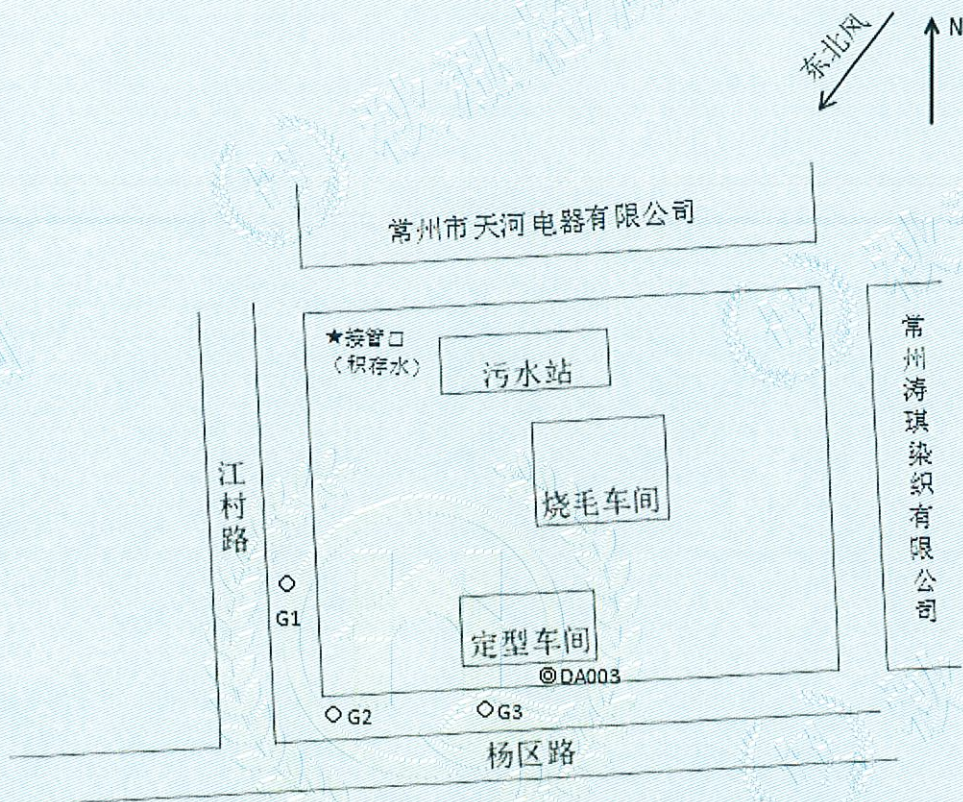 东北风
N
常州市天河电器有限公司
★接管口
（积存水）
污水站
常州涛琪染织有限公司
烧毛车间
江村路
G1
定型车间
◎DA003
G2
G3
杨区路